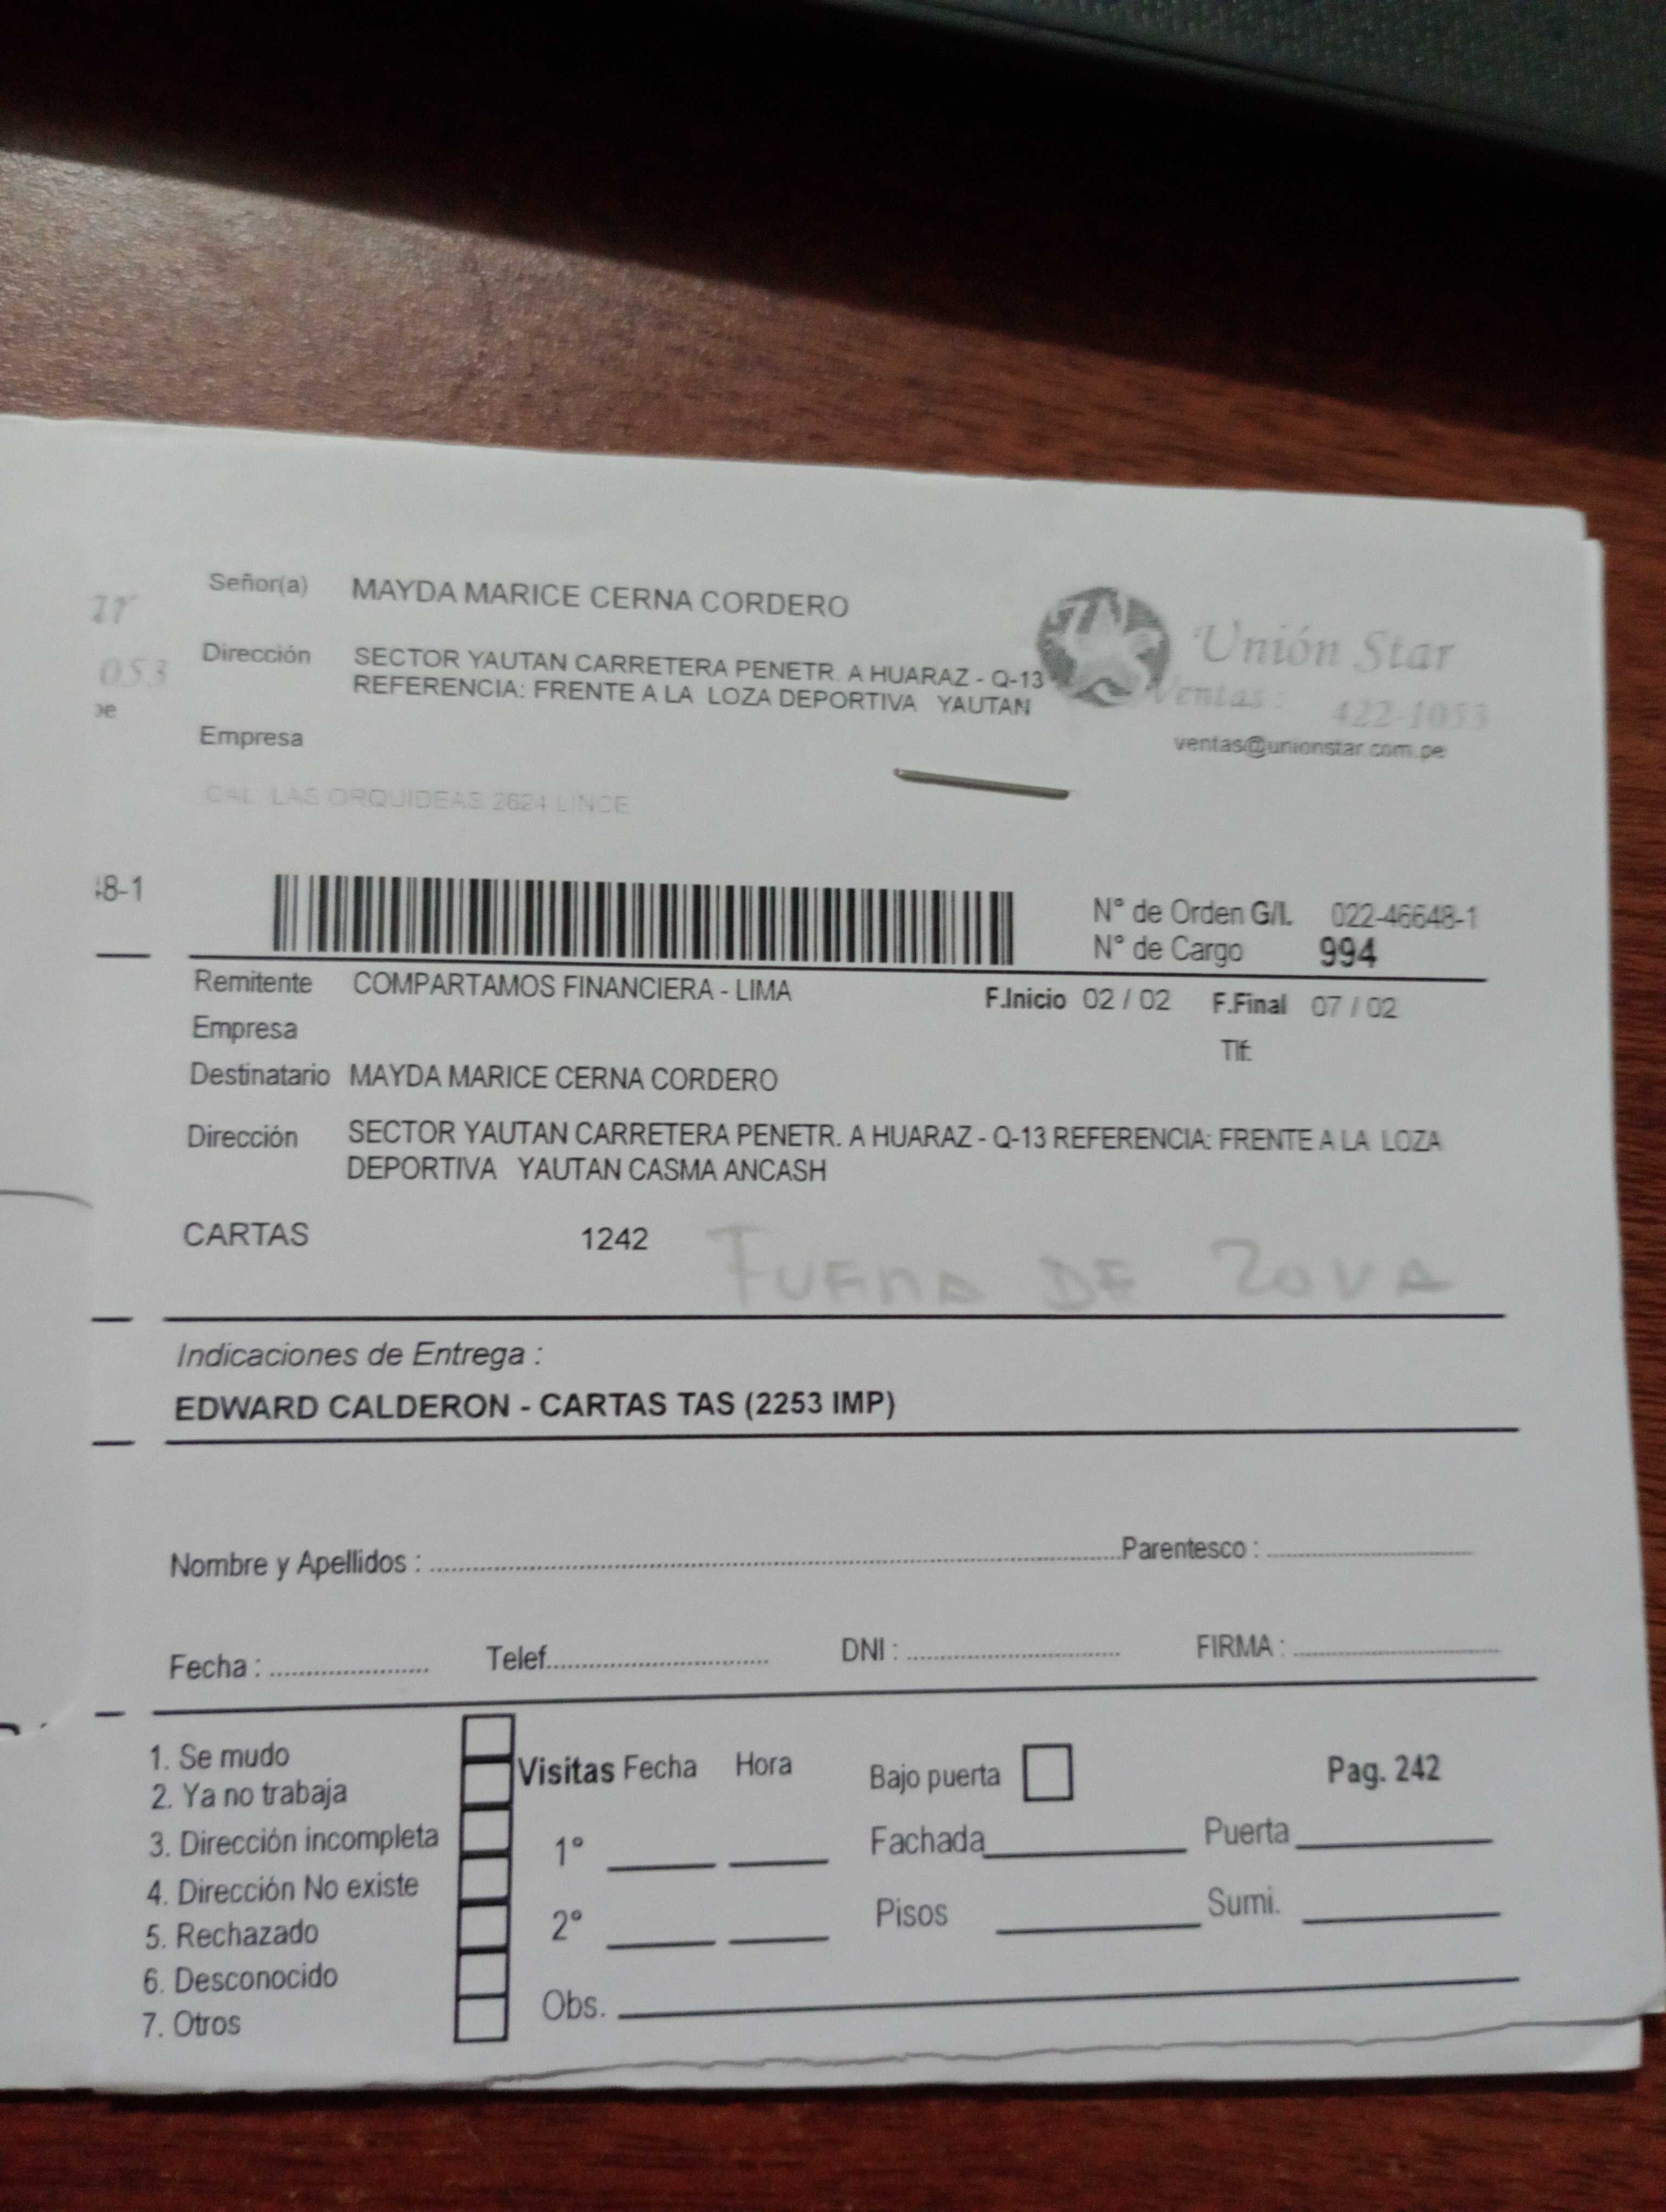 Señor(a) MAYDA MARICE CERNA CORDERO
Dirección SECTOR YAUTAN CARRETERA PENETR. A HUARAZ - Q-13
REFERENCIA: FRENTE A LA LOZA DEPORTIVA YAUTAN
Unión Star
Ventas: 422-1053
ventas@unionstar.com.pe
053
Empresa
CAL LAS ORQUIDEAS 2624 LINCE
8-1
N° de Orden G/I. 022-46648-1
N° de Cargo 994
Remitente COMPARTAMOS FINANCIERA - LIMA F.Inicio 02 / 02 F.Final 07 / 02
Empresa Tlf:
Destinatario MAYDA MARICE CERNA CORDERO
Dirección SECTOR YAUTAN CARRETERA PENETR. A HUARAZ - Q-13 REFERENCIA: FRENTE A LA LOZA
DEPORTIVA YAUTAN CASMA ANCASH
CARTAS 1242 FUERA DE ZONA
Indicaciones de Entrega :
EDWARD CALDERON - CARTAS TAS (2253 IMP)
Nombre y Apellidos : Parentesco :
Fecha : Telef. DNI : FIRMA :
1. Se mudo
2. Ya no trabaja
3. Dirección incompleta
4. Dirección No existe
5. Rechazado
6. Desconocido
7. Otros
Visitas Fecha Hora
1°
2°
Obs.
Bajo puerta Pag. 242
Fachada Puerta
Pisos Sumi.